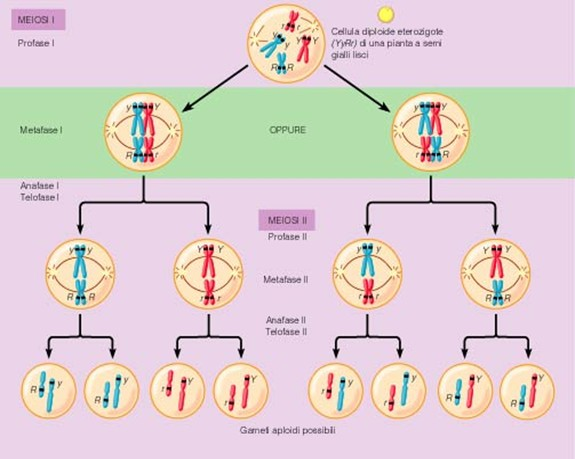 MEIOSI I
Profase I
Cellula diploide eterozigote
(YyRr) di una pianta a semi
gialli lisci
y y Y Y
R R r r
Metafase I
OPPURE
y Y
R r
y Y
r R
Anafase I
Telofase I
MEIOSI II
Profase II
Metafase II
y y
R R
Y Y
r r
y y
r r
Y Y
R R
Anafase II
Telofase II
R y
R y
r Y
r Y
r y
r y
R Y
R Y
Gameti aploidi possibili